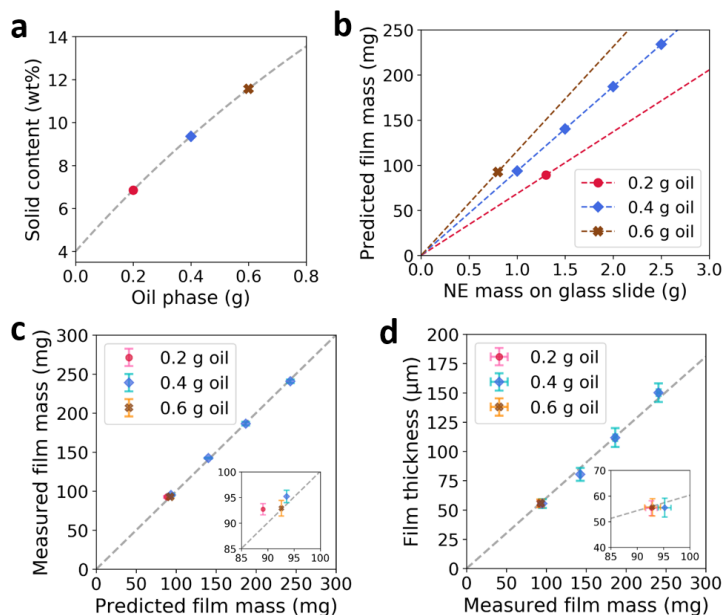 a
Solid content (wt%)
14
12
10
8
6
4
0.0 0.2 0.4 0.6 0.8
Oil phase (g)
b
Predicted film mass (mg)
250
200
150
100
50
0
0.0 0.5 1.0 1.5 2.0 2.5 3.0
NE mass on glass slide (g)
0.2 g oil
0.4 g oil
0.6 g oil
c
Measured film mass (mg)
300
250
200
150
100
50
0
0 50 100 150 200 250 300
Predicted film mass (mg)
0.2 g oil
0.4 g oil
0.6 g oil
100
95
90
85
85 90 95 100
d
Film thickness (μm)
200
175
150
125
100
75
50
25
0
0 50 100 150 200 250 300
Measured film mass (mg)
0.2 g oil
0.4 g oil
0.6 g oil
70
60
50
40
85 90 95 100